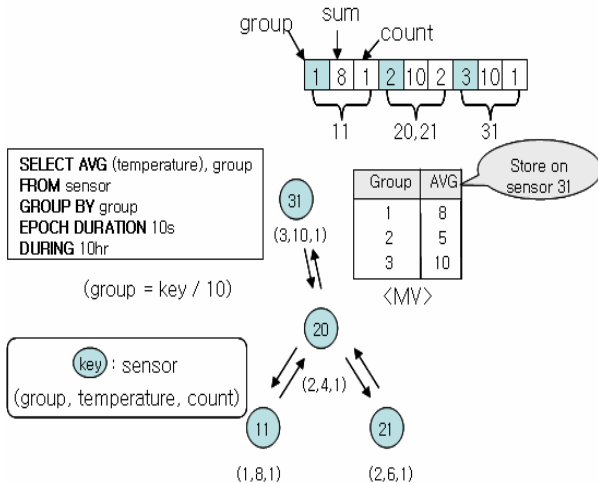 sum
group
count
1 8 1 2 10 2 3 10 1
11 20,21 31
SELECT AVG (temperature), group
FROM sensor
GROUP BY group
EPOCH DURATION 10s
DURING 10hr
(group = key / 10)
31
(3,10,1)
Group AVG
1 8
2 5
3 10
<MV>
Store on
sensor 31
20
(2,4,1)
key : sensor
(group, temperature, count)
11
21
(1,8,1)
(2,6,1)